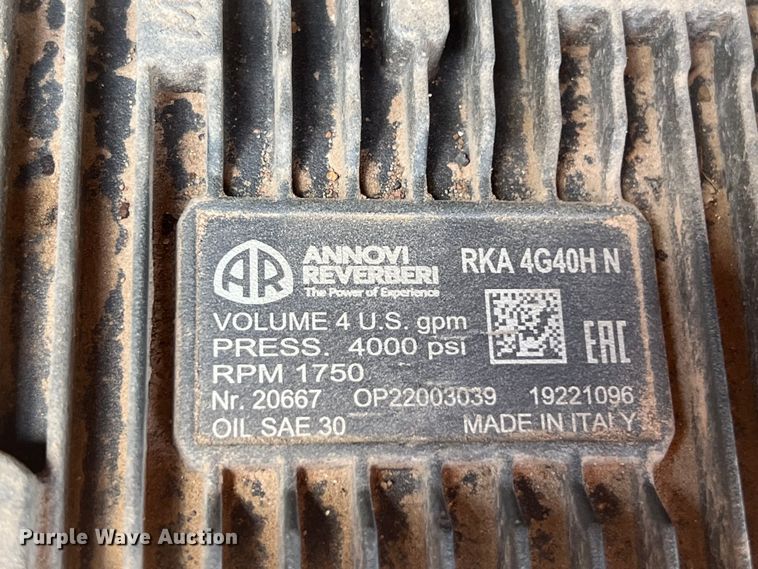 AR ANNOVI REVERBERI
The Power of Experience
RKA 4G40H N
VOLUME 4 U.S. gpm
PRESS. 4000 psi
RPM 1750
EAC
Nr. 20667 OP22003039 19221096
OIL SAE 30 MADE IN ITALY
Purple Wave Auction